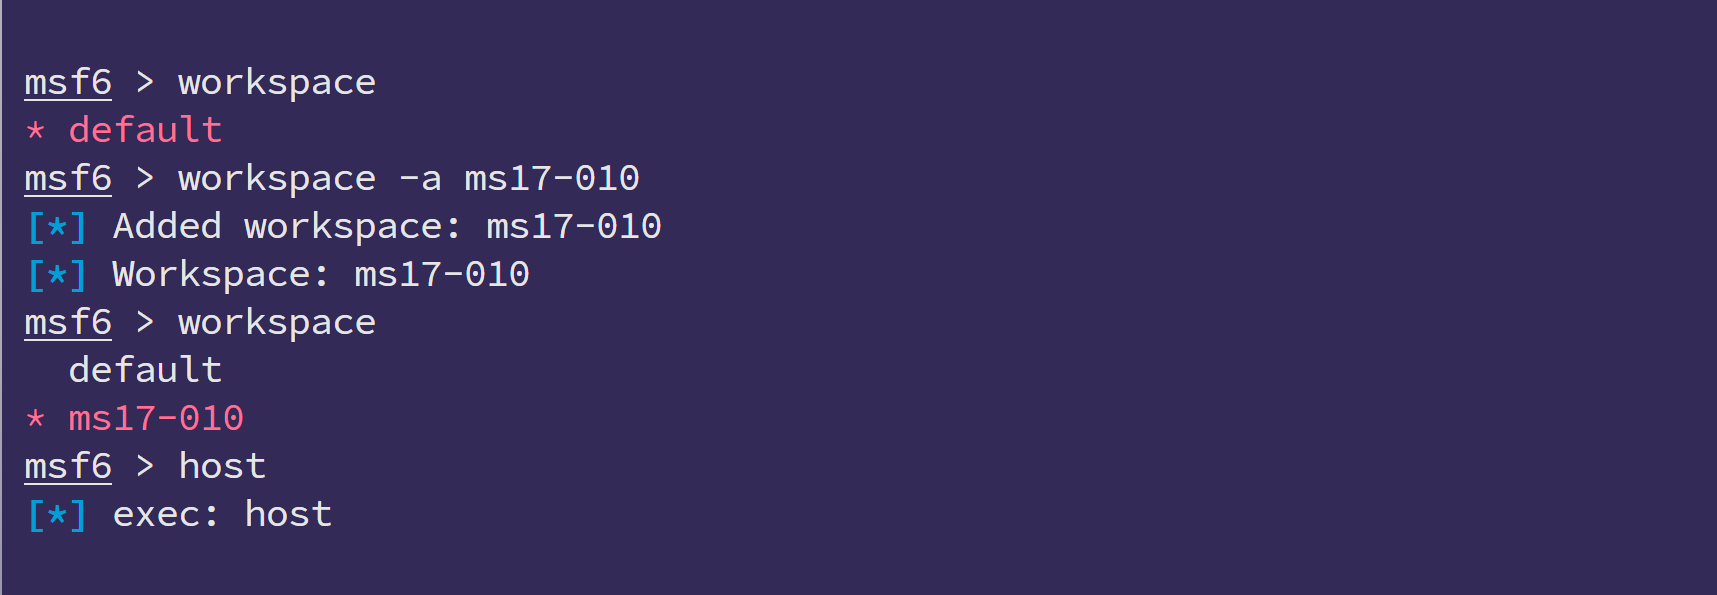 msf6 > workspace
* default
msf6 > workspace -a ms17-010
[*] Added workspace: ms17-010
[*] Workspace: ms17-010
msf6 > workspace
  default
* ms17-010
msf6 > host
[*] exec: host